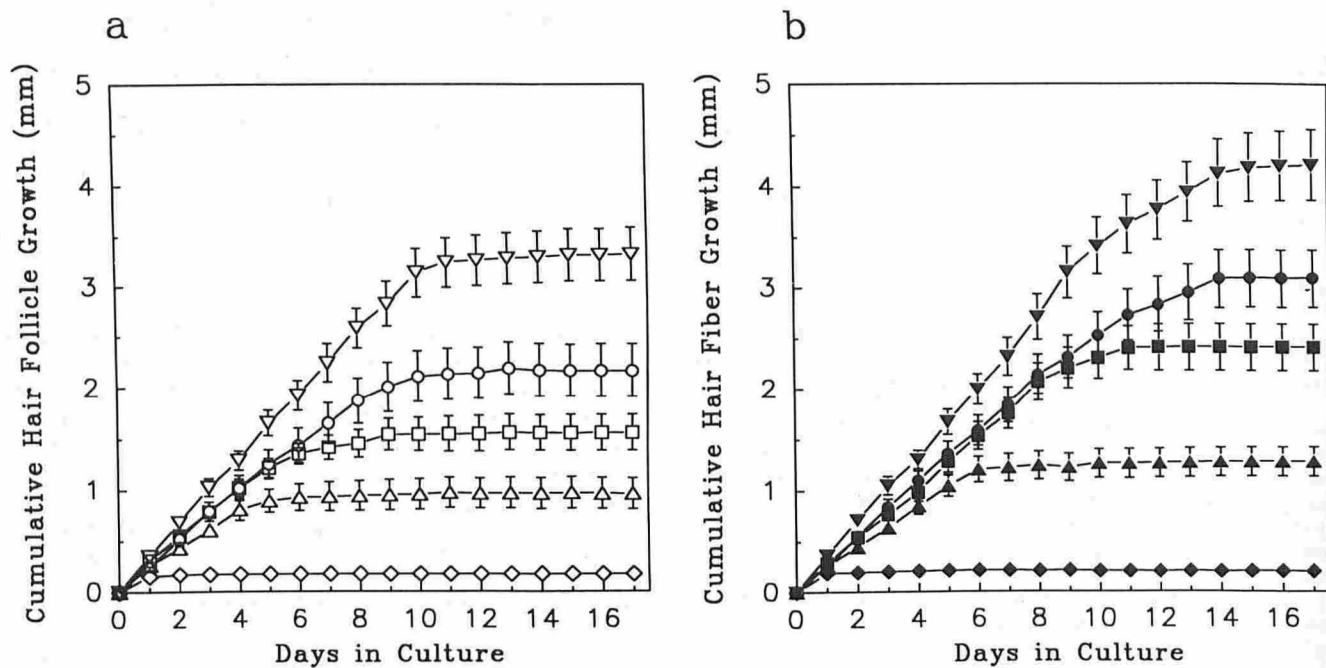 a
Cumulative Hair Follicle Growth (mm)
5
4
3
2
1
0
0 2 4 6 8 10 12 14 16
Days in Culture
b
Cumulative Hair Fiber Growth (mm)
5
4
3
2
1
0
0 2 4 6 8 10 12 14 16
Days in Culture